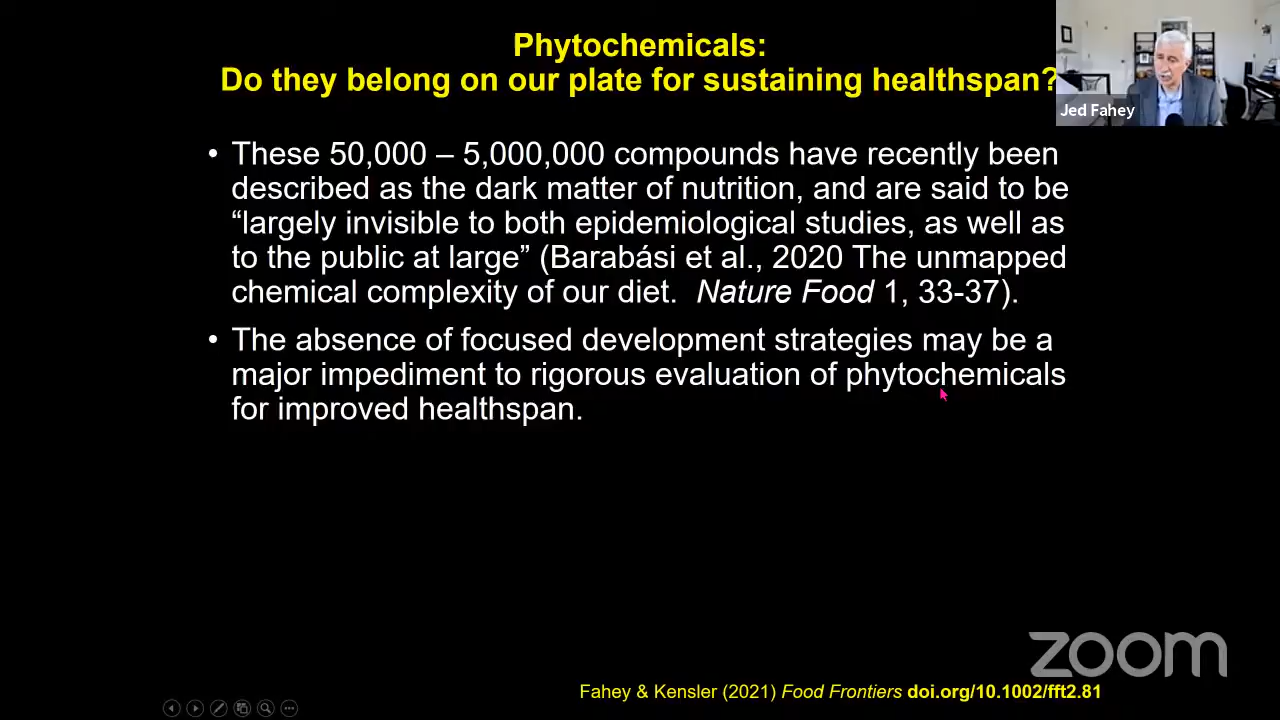 Phytochemicals:
Do they belong on our plate for sustaining healthspan?
Jed Fahey
• These 50,000 – 5,000,000 compounds have recently been
described as the dark matter of nutrition, and are said to be
“largely invisible to both epidemiological studies, as well as
to the public at large” (Barabási et al., 2020 The unmapped
chemical complexity of our diet. Nature Food 1, 33-37).
• The absence of focused development strategies may be a
major impediment to rigorous evaluation of phytochemicals
for improved healthspan.
zoom
Fahey & Kensler (2021) Food Frontiers doi.org/10.1002/fft2.81